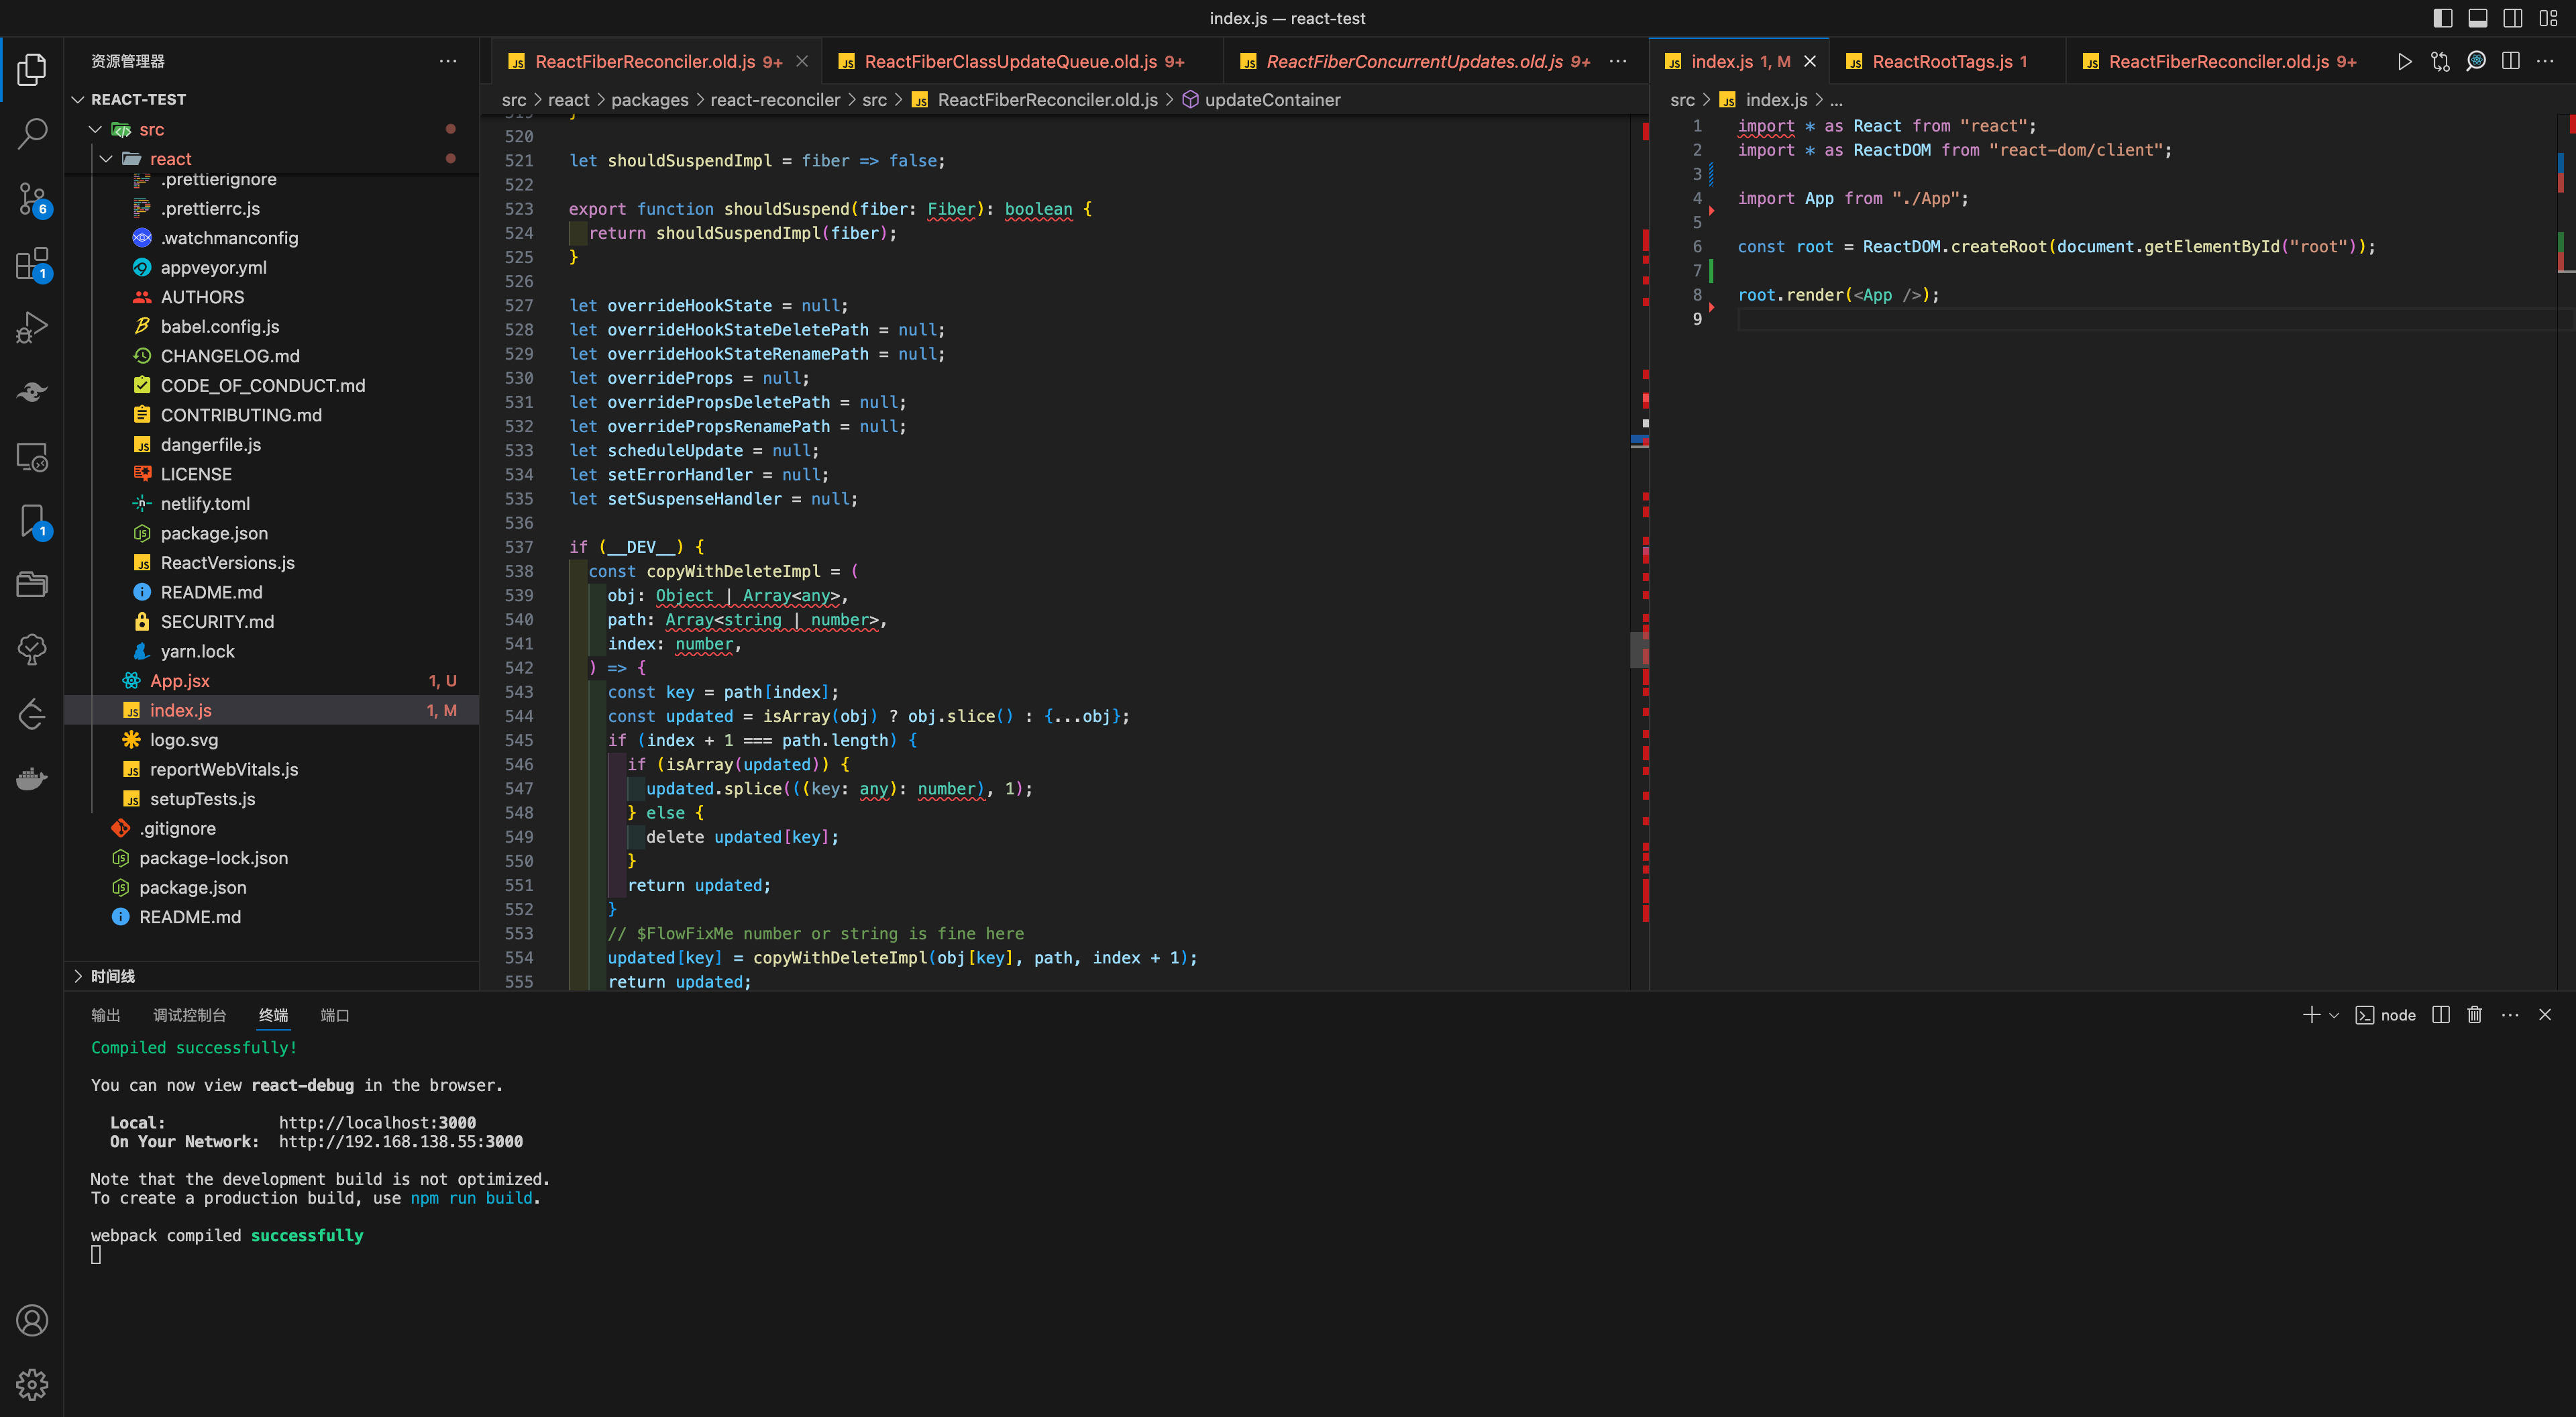 index.js — react-test
资源管理器
REACT-TEST
src
react
.prettierignore
.prettierrc.js
.watchmanconfig
appveyor.yml
AUTHORS
babel.config.js
CHANGELOG.md
CODE_OF_CONDUCT.md
CONTRIBUTING.md
dangerfile.js
LICENSE
netlify.toml
package.json
ReactVersions.js
README.md
SECURITY.md
yarn.lock
App.jsx 1, U
index.js 1, M
logo.svg
reportWebVitals.js
setupTests.js
.gitignore
package-lock.json
package.json
README.md
时间线
6
1
1
ReactFiberReconciler.old.js 9+
ReactFiberClassUpdateQueue.old.js 9+
ReactFiberConcurrentUpdates.old.js 9+
src > react > packages > react-reconciler > src > ReactFiberReconciler.old.js > updateContainer
519 }
520
521 let shouldSuspendImpl = fiber => false;
522
523 export function shouldSuspend(fiber: Fiber): boolean {
524 return shouldSuspendImpl(fiber);
525 }
526
527 let overrideHookState = null;
528 let overrideHookStateDeletePath = null;
529 let overrideHookStateRenamePath = null;
530 let overrideProps = null;
531 let overridePropsDeletePath = null;
532 let overridePropsRenamePath = null;
533 let scheduleUpdate = null;
534 let setErrorHandler = null;
535 let setSuspenseHandler = null;
536
537 if (__DEV__) {
538 const copyWithDeleteImpl = (
539 obj: Object | Array<any>,
540 path: Array<string | number>,
541 index: number,
542 ) => {
543 const key = path[index];
544 const updated = isArray(obj) ? obj.slice() : {...obj};
545 if (index + 1 === path.length) {
546 if (isArray(updated)) {
547 updated.splice(((key: any): number), 1);
548 } else {
549 delete updated[key];
550 }
551 return updated;
552 }
553 // $FlowFixMe number or string is fine here
554 updated[key] = copyWithDeleteImpl(obj[key], path, index + 1);
555 return updated;
index.js 1, M
ReactRootTags.js 1
ReactFiberReconciler.old.js 9+
src > index.js > ...
1 import * as React from "react";
2 import * as ReactDOM from "react-dom/client";
3
4 import App from "./App";
5
6 const root = ReactDOM.createRoot(document.getElementById("root"));
7
8 root.render(<App />);
9
输出 调试控制台 终端 端口
node
Compiled successfully!
You can now view react-debug in the browser.
Local: http://localhost:3000
On Your Network: http://192.168.138.55:3000
Note that the development build is not optimized.
To create a production build, use npm run build.
webpack compiled successfully